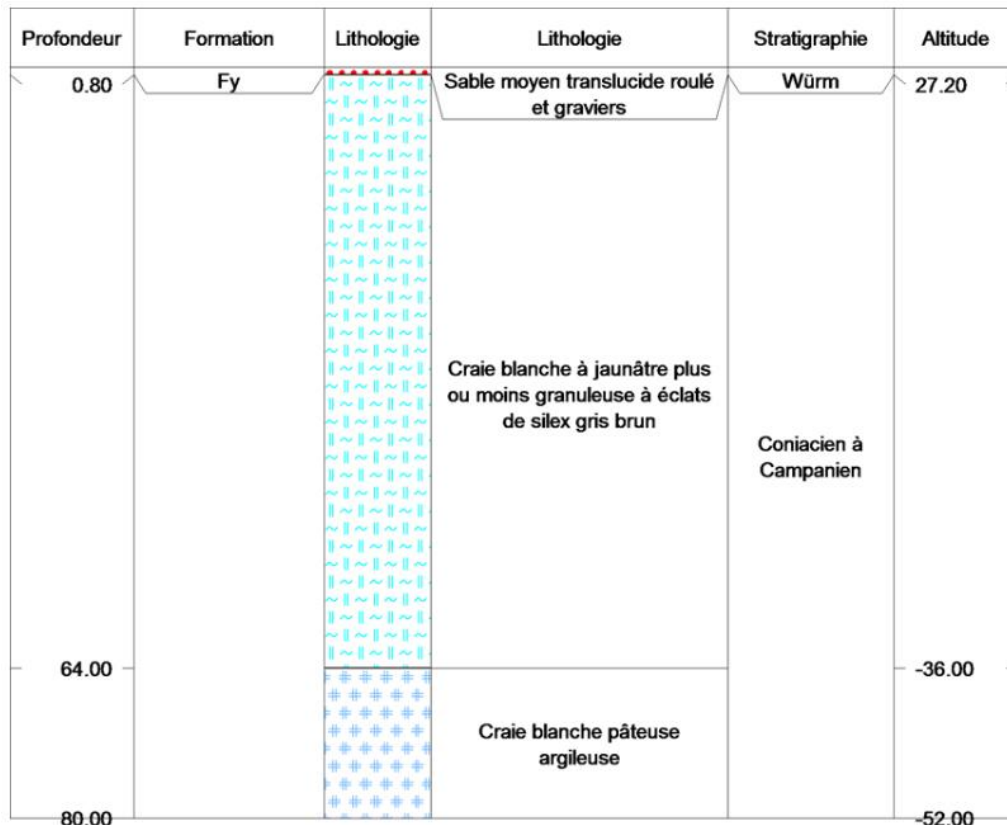 Profondeur Formation Lithologie Lithologie Stratigraphie Altitude
0.80 Fy Sable moyen translucide roulé Würm 27.20
et graviers
Craie blanche à jaunâtre plus
ou moins granuleuse à éclats
de silex gris brun
Coniacien à
Campanien
64.00 -36.00
Craie blanche pâteuse
argileuse
80.00 -52.00